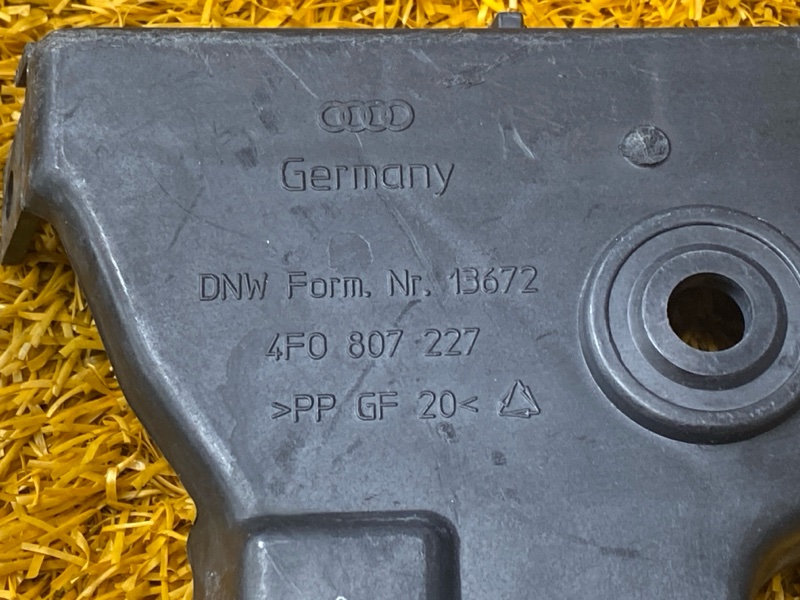 Germany
DNW Form. Nr. 13672
4F0 807 227
>PP GF 20<